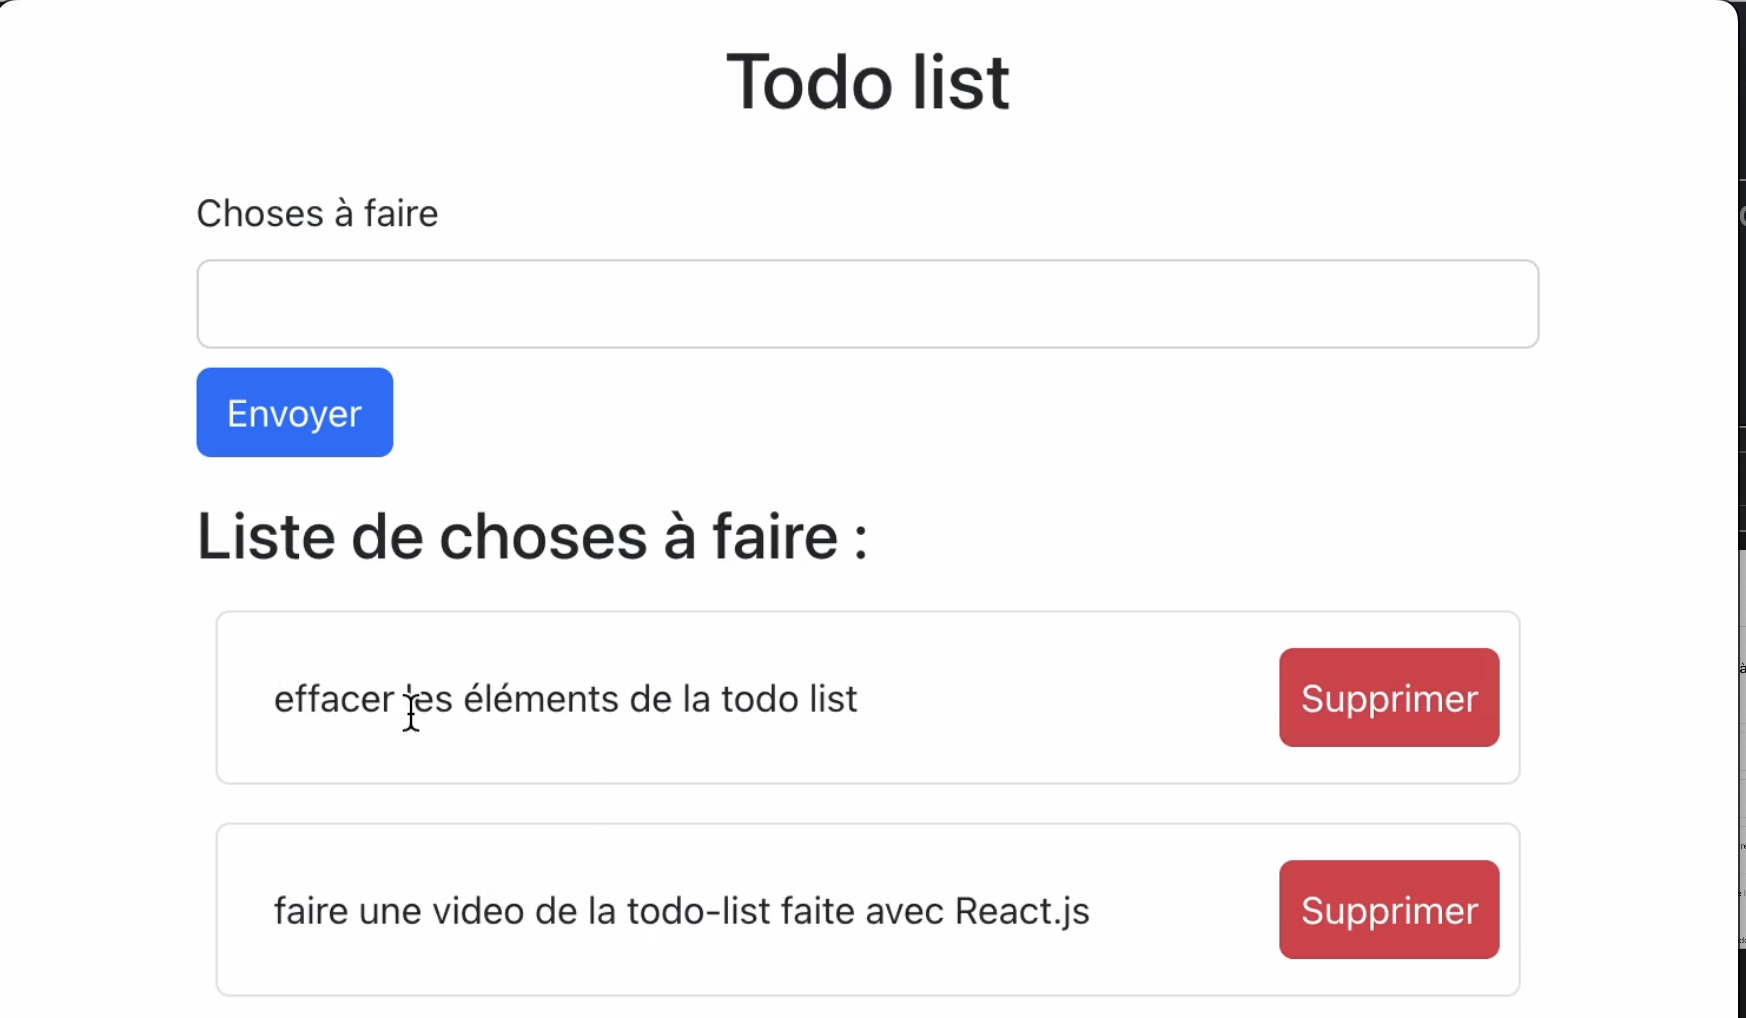 Todo list
Choses à faire
Envoyer
Liste de choses à faire :
effacer les éléments de la todo list
Supprimer
faire une video de la todo-list faite avec React.js
Supprimer